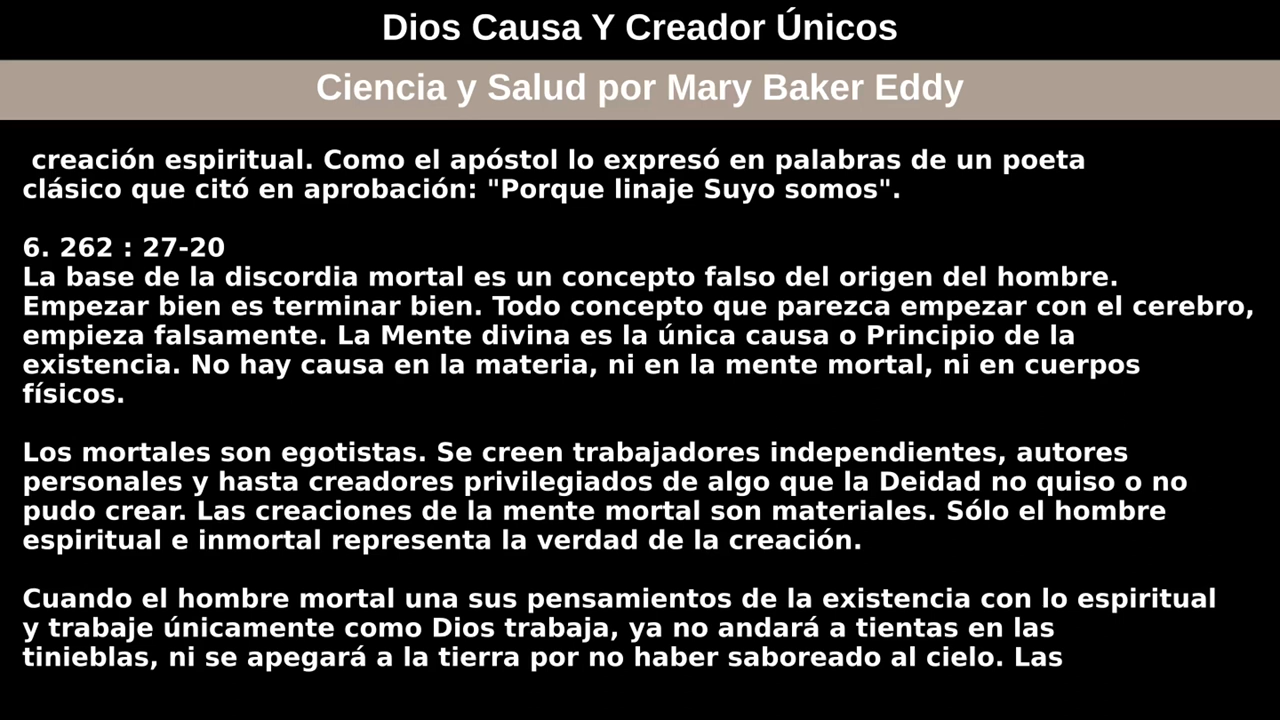 Dios Causa Y Creador Únicos
Ciencia y Salud por Mary Baker Eddy
creación espiritual. Como el apóstol lo expresó en palabras de un poeta
clásico que citó en aprobación: "Porque linaje Suyo somos".
6. 262 : 27-20
La base de la discordia mortal es un concepto falso del origen del hombre.
Empezar bien es terminar bien. Todo concepto que parezca empezar con el cerebro,
empieza falsamente. La Mente divina es la única causa o Principio de la
existencia. No hay causa en la materia, ni en la mente mortal, ni en cuerpos
físicos.
Los mortales son egotistas. Se creen trabajadores independientes, autores
personales y hasta creadores privilegiados de algo que la Deidad no quiso o no
pudo crear. Las creaciones de la mente mortal son materiales. Sólo el hombre
espiritual e inmortal representa la verdad de la creación.
Cuando el hombre mortal una sus pensamientos de la existencia con lo espiritual
y trabaje únicamente como Dios trabaja, ya no andará a tientas en las
tinieblas, ni se apegará a la tierra por no haber saboreado al cielo. Las